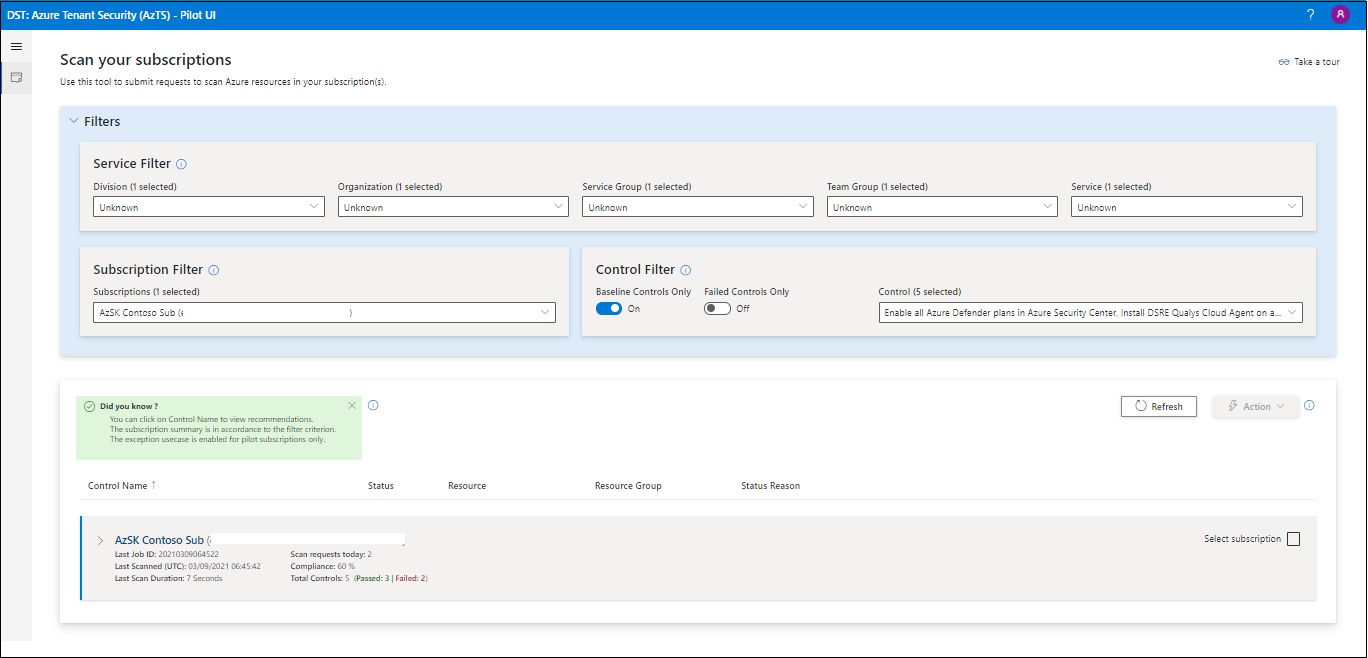 DST: Azure Tenant Security (AzTS) - Pilot UI ? A
Scan your subscriptions
Take a tour
Use this tool to submit requests to scan Azure resources in your subscription(s).
Filters
Service Filter
Division (1 selected) Organization (1 selected) Service Group (1 selected) Team Group (1 selected) Service (1 selected)
Unknown Unknown Unknown Unknown Unknown
Subscription Filter
Subscriptions (1 selected)
AzSK Contoso Sub ( )
Control Filter
Baseline Controls Only Failed Controls Only Control (5 selected)
On Off Enable all Azure Defender plans in Azure Security Center, Install DSRE Qualys Cloud Agent on a...
Did you know ?
You can click on Control Name to view recommendations.
The subscription summary is in accordance to the filter criterion.
The exception usecase is enabled for pilot subscriptions only.
Refresh Action
Control Name ↑ Status Resource Resource Group Status Reason
AzSK Contoso Sub (
Select subscription
Last Job ID: 20210309064522 Scan requests today: 2
Last Scanned (UTC): 03/09/2021 06:45:42 Compliance: 60 %
Last Scan Duration: 7 Seconds Total Controls: 5 (Passed: 3 | Failed: 2)